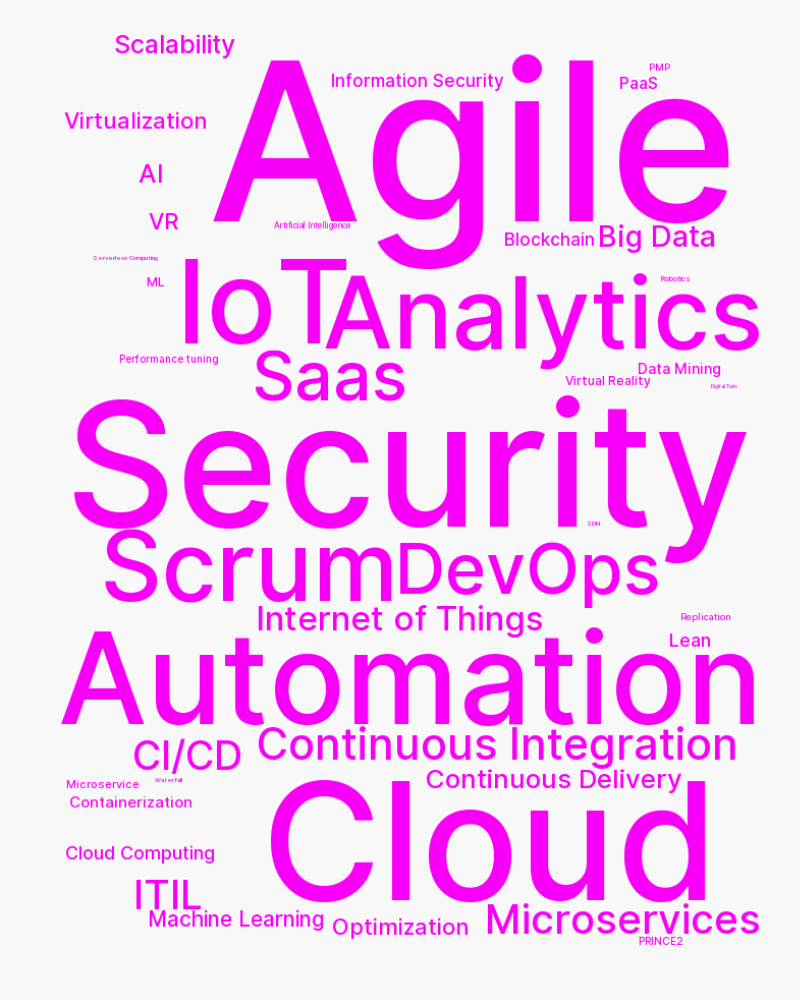 Scalability
Agile
Information Security
PMP
PaaS
Virtualization
AI
VR
Artificial Intelligence
Blockchain
Big Data
Serverless Computing
IoT
Analytics
Robotics
ML
Performance tuning
Saas
Data Mining
Virtual Reality
Digital Twin
Security
SDN
Scrum
DevOps
Internet of Things
Replication
Lean
Automation
CI/CD
Continuous Integration
Waterfall
Microservice
Continuous Delivery
Containerization
Cloud
Cloud Computing
ITIL
Machine Learning
Optimization
Microservices
PRINCE2